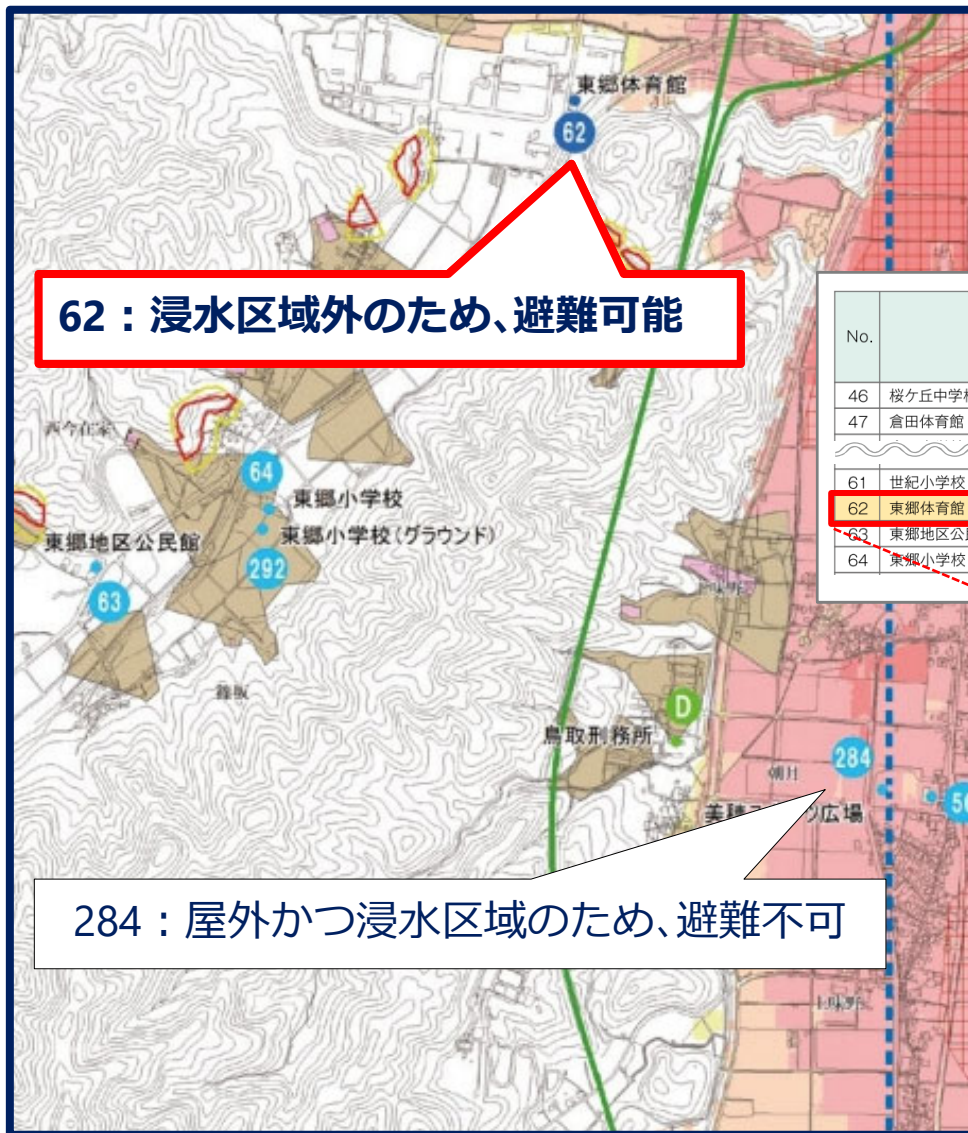 東郷体育館
62
62：浸水区域外のため、避難可能
No.
46 桜ケ丘中学校
47 倉田体育館
61 世紀小学校
62 東郷体育館
63 東郷地区公
64 東郷小学校
西今在家
64
東郷小学校
東郷小学校(グラウンド)
292
東郷地区公民館
63
篠坂
D
鳥取刑務所
284
朝月
広場
284：屋外かつ浸水区域のため、避難不可
上味野